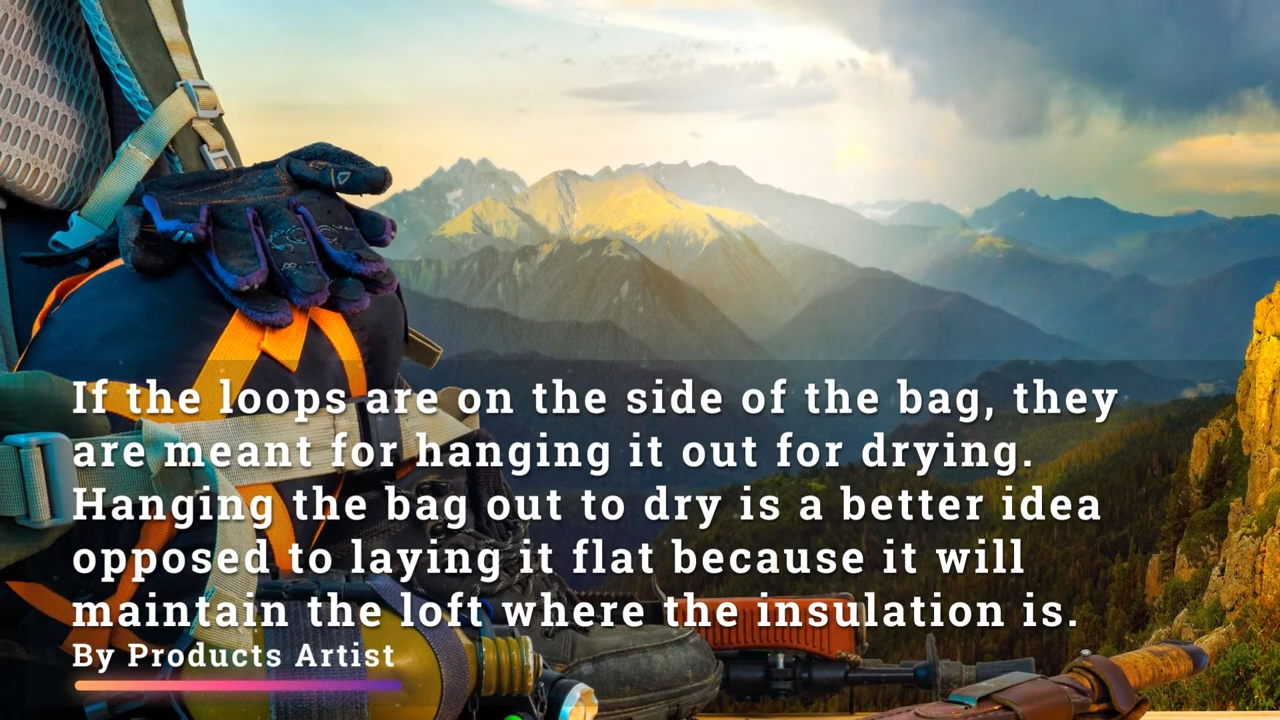 If the loops are on the side of the bag, they
are meant for hanging it out for drying.
Hanging the bag out to dry is a better idea
opposed to laying it flat because it will
maintain the loft where the insulation is.
By Products Artist